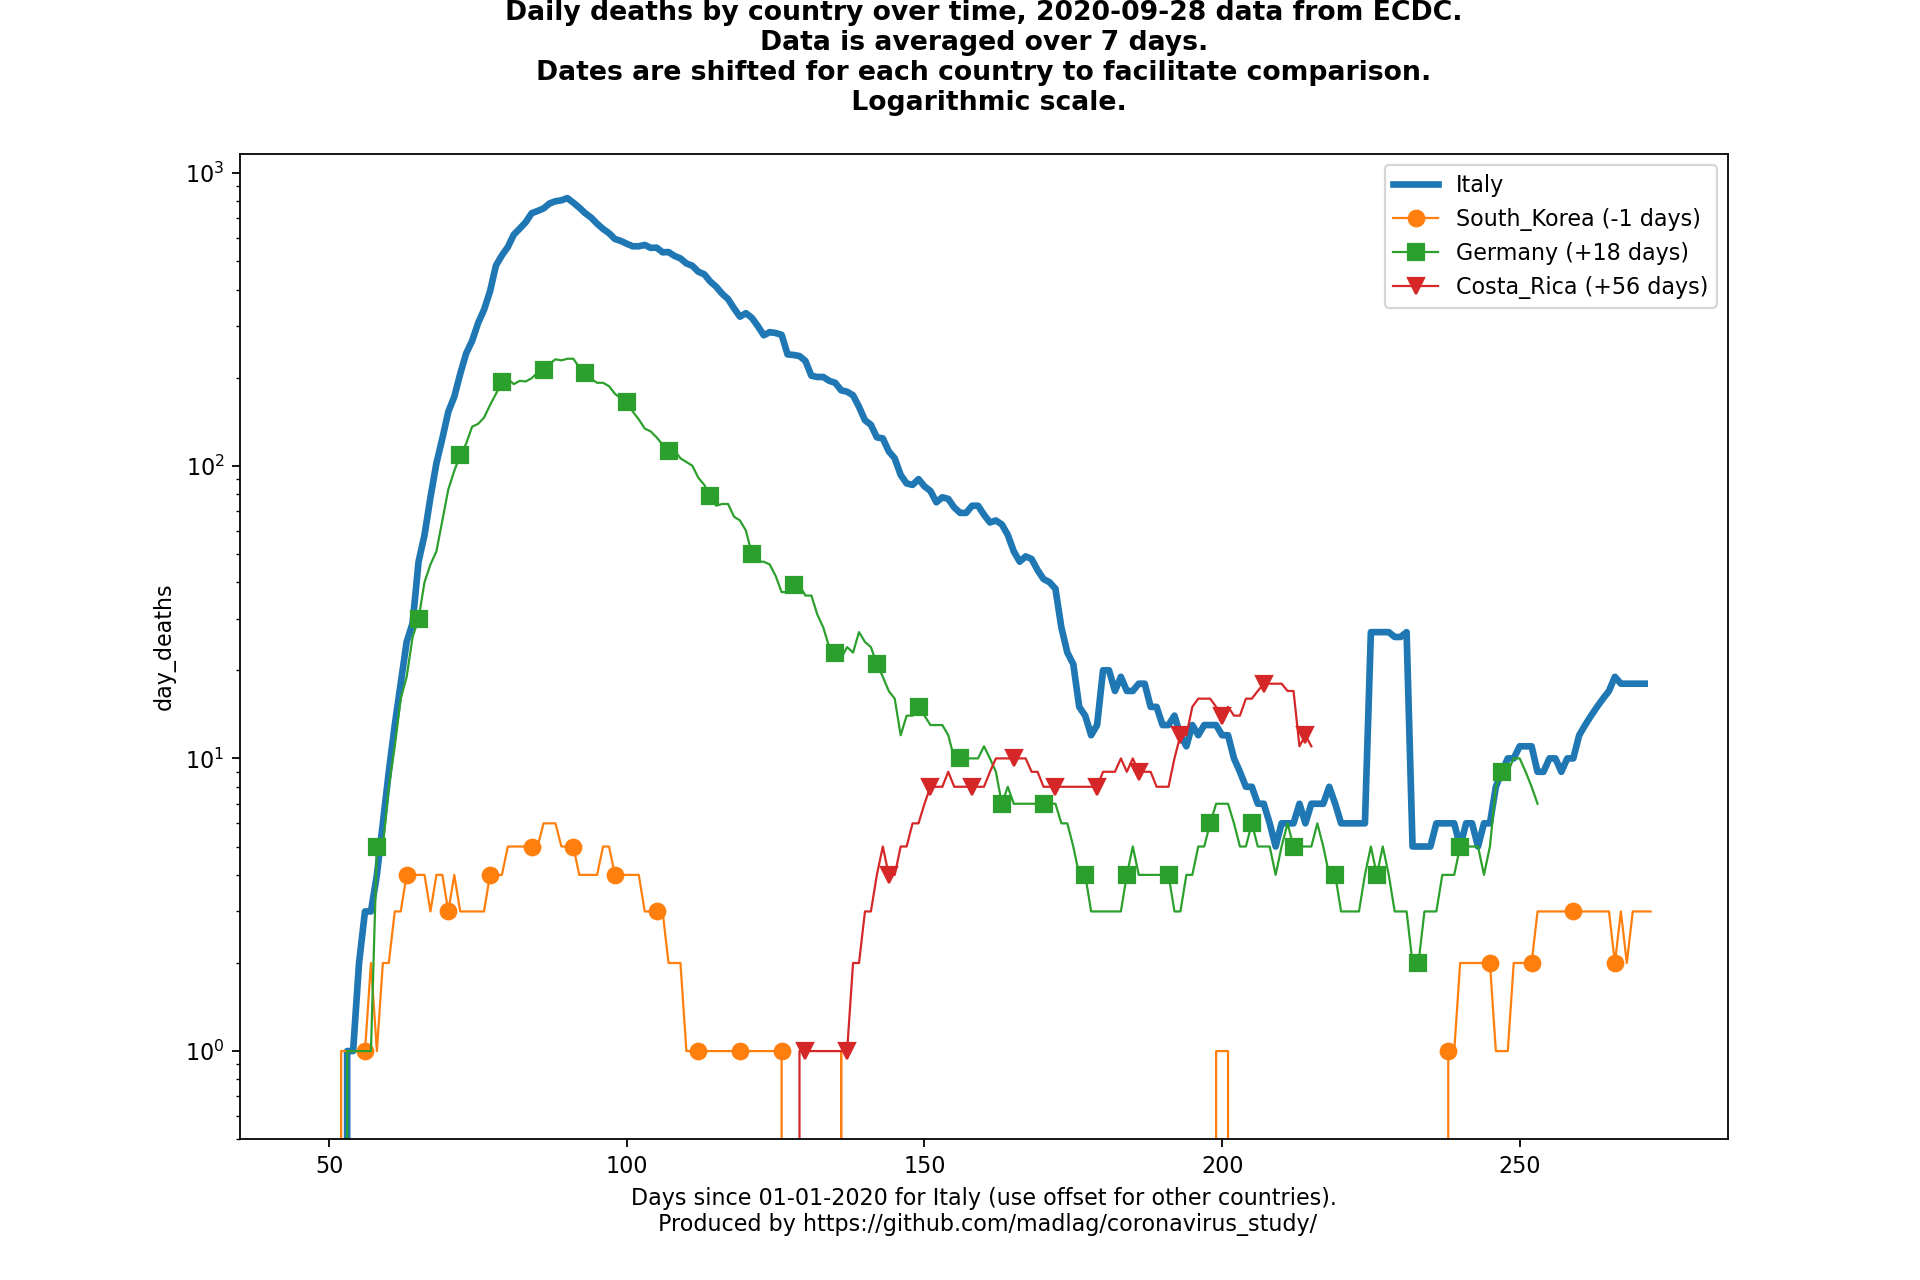 Daily deaths by country over time, 2020-09-28 data from ECDC.
Data is averaged over 7 days.
Dates are shifted for each country to facilitate comparison.
Logarithmic scale.
10³
10²
10¹
10⁰
day_deaths
Italy
South_Korea (-1 days)
Germany (+18 days)
Costa_Rica (+56 days)
50 100 150 200 250
Days since 01-01-2020 for Italy (use offset for other countries).
Produced by https://github.com/madlag/coronavirus_study/